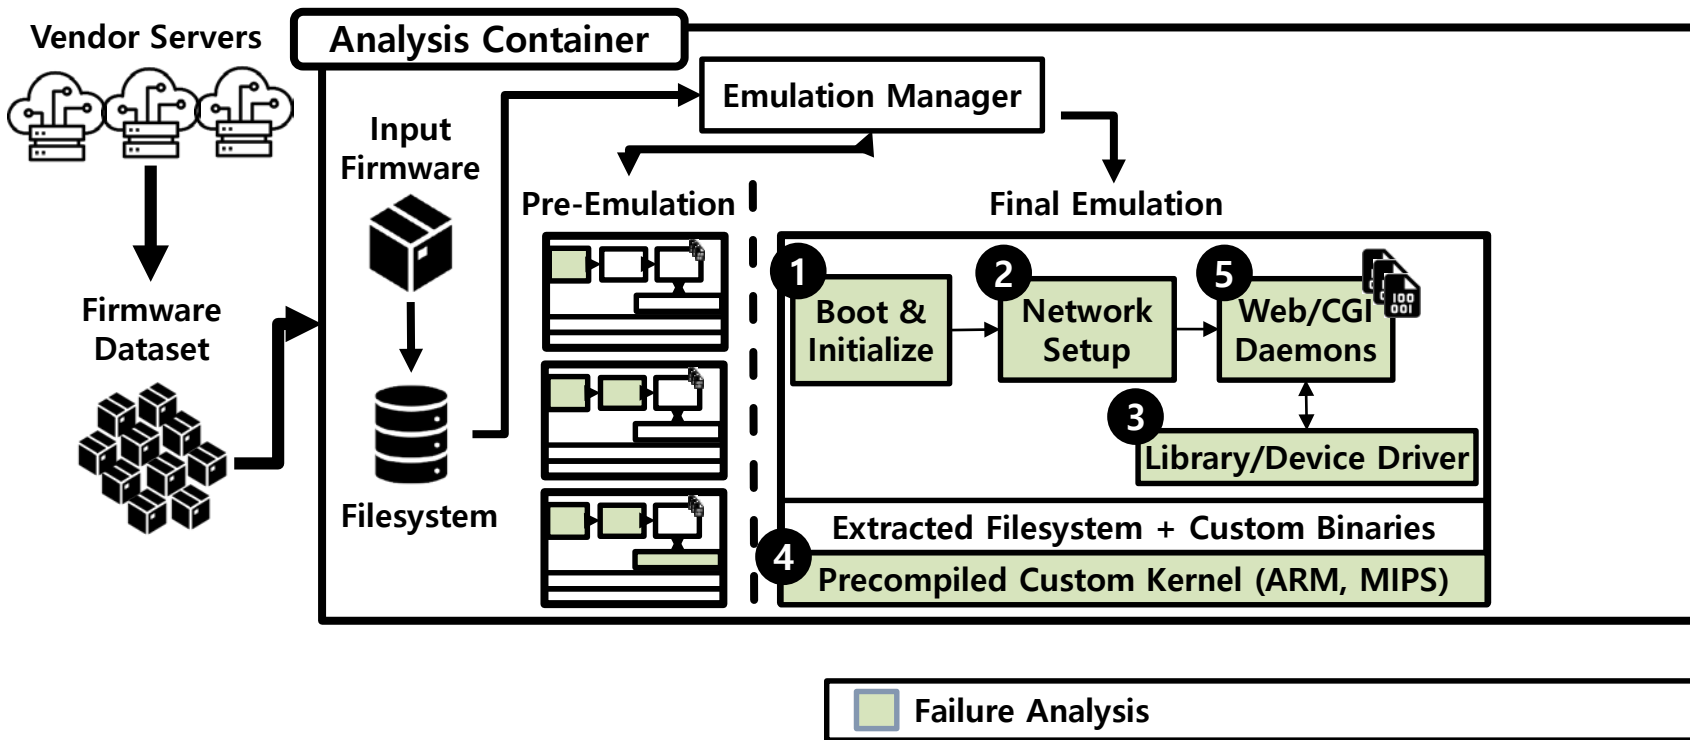 Vendor Servers
Analysis Container
Emulation Manager
Input
Firmware
Pre-Emulation
Final Emulation
Firmware
Dataset
1
Boot &
Initialize
2
Network
Setup
5
Web/CGI
Daemons
100
001
3
Library/Device Driver
Filesystem
Extracted Filesystem + Custom Binaries
4
Precompiled Custom Kernel (ARM, MIPS)
Failure Analysis